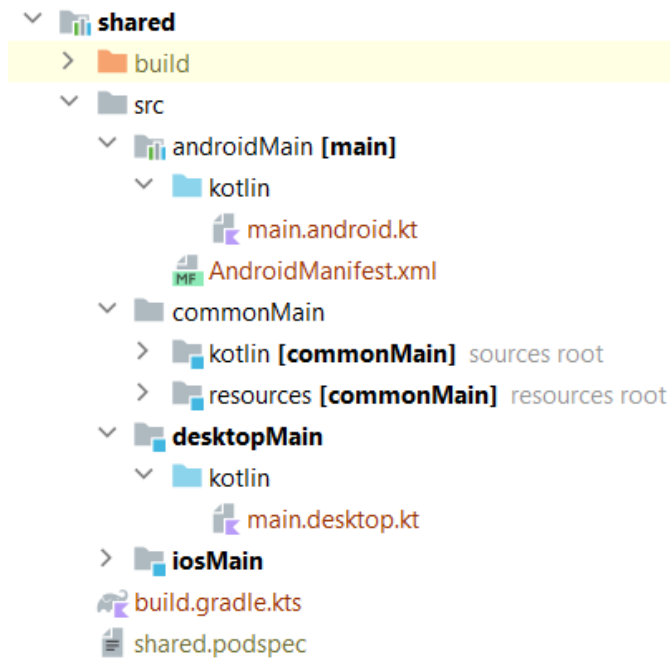 shared
build
src
androidMain [main]
kotlin
main.android.kt
MF AndroidManifest.xml
commonMain
kotlin [commonMain] sources root
resources [commonMain] resources root
desktopMain
kotlin
main.desktop.kt
iosMain
build.gradle.kts
shared.podspec